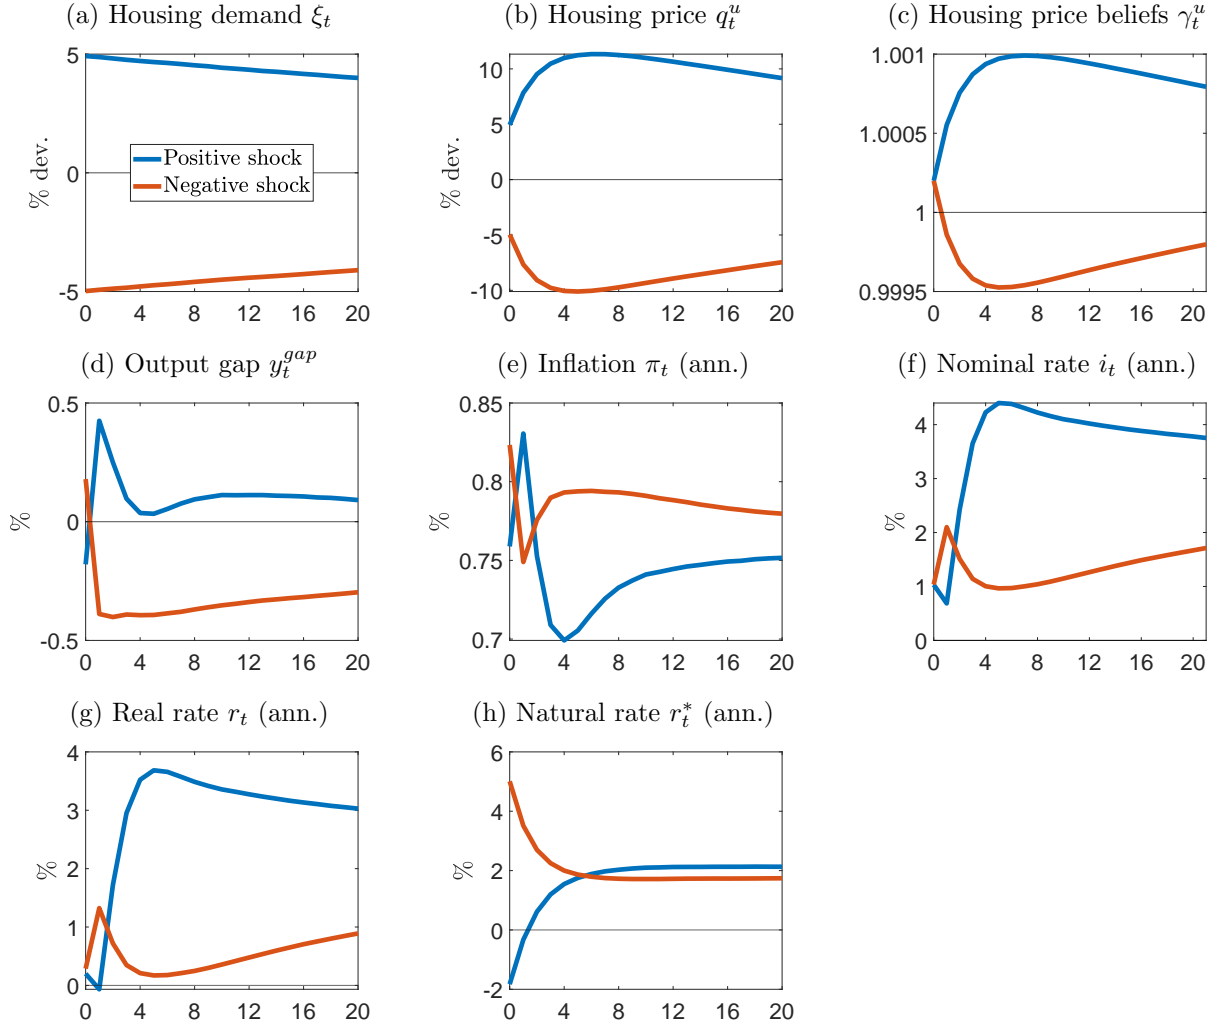 (a) Housing demand ξ_t
5
0
-5
% dev.
Positive shock
Negative shock
0 4 8 12 16 20
(b) Housing price q_t^u
10
5
0
-5
-10
% dev.
0 4 8 12 16 20
(c) Housing price beliefs γ_t^u
1.001
1.0005
1
0.9995
0 4 8 12 16 20
(d) Output gap y_t^{gap}
0.5
0
-0.5
%
0 4 8 12 16 20
(e) Inflation π_t (ann.)
0.85
0.8
0.75
0.7
%
0 4 8 12 16 20
(f) Nominal rate i_t (ann.)
4
3
2
1
0
%
0 4 8 12 16 20
(g) Real rate r_t (ann.)
4
3
2
1
0
%
0 4 8 12 16 20
(h) Natural rate r_t^* (ann.)
6
4
2
0
-2
%
0 4 8 12 16 20